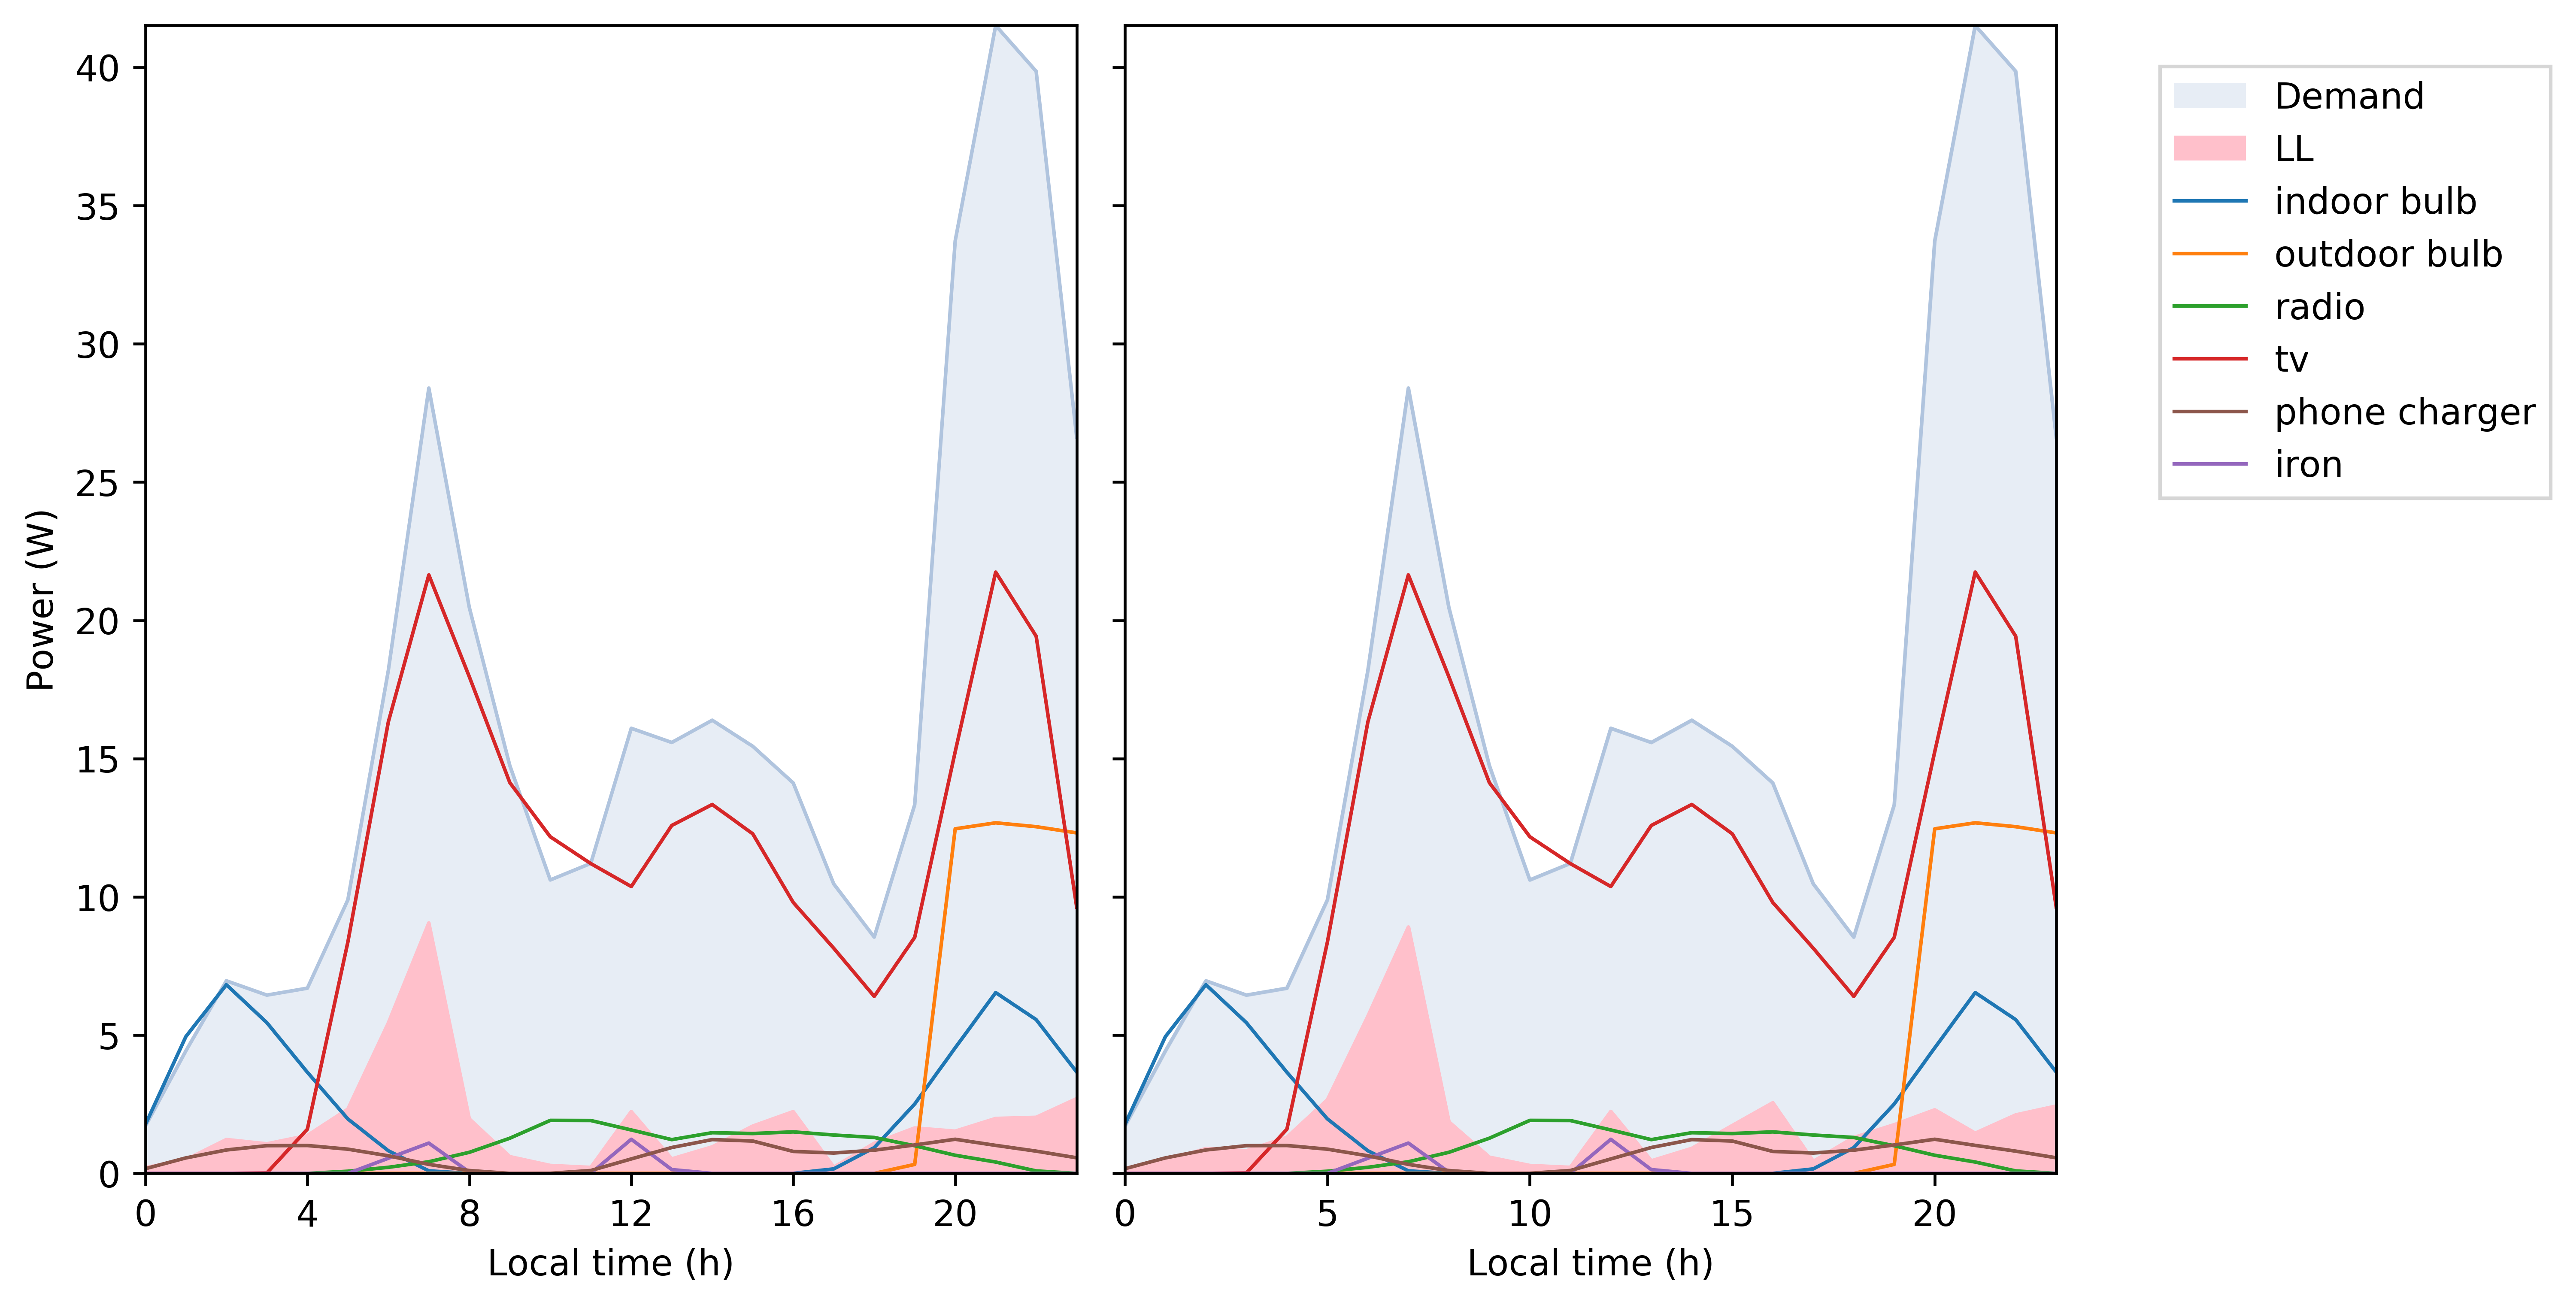 40
35
30
25
20
15
10
5
0
Power (W)
0 4 8 12 16 20
Local time (h)
0 5 10 15 20
Local time (h)
Demand
LL
indoor bulb
outdoor bulb
radio
tv
phone charger
iron